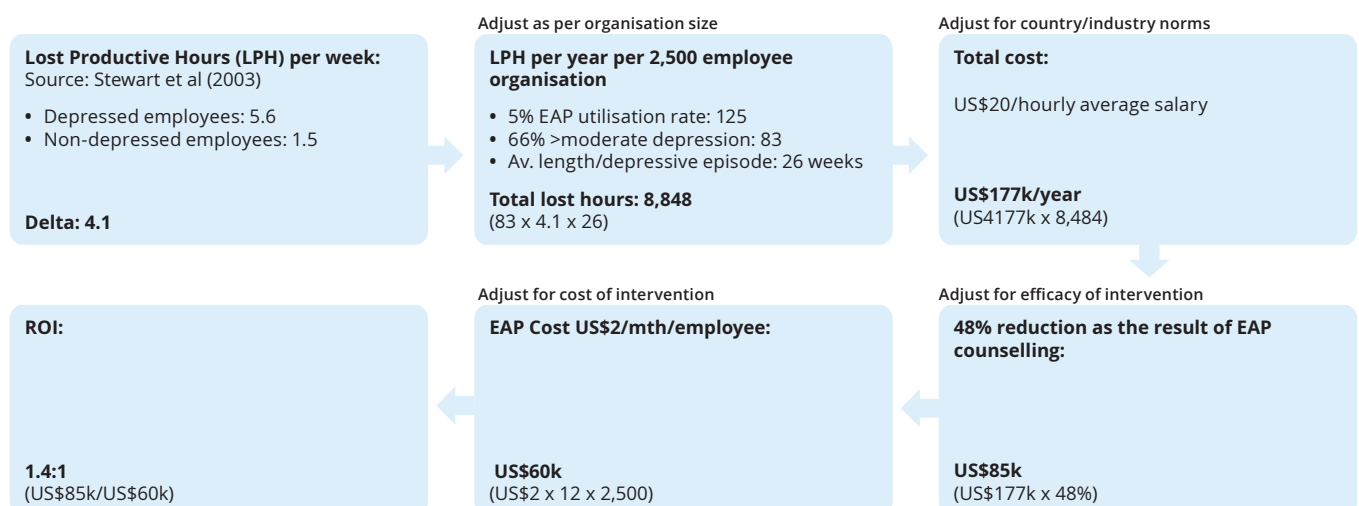 Lost Productive Hours (LPH) per week:
Source: Stewart et al (2003)
• Depressed employees: 5.6
• Non-depressed employees: 1.5
Delta: 4.1
Adjust as per organisation size
LPH per year per 2,500 employee
organisation
• 5% EAP utilisation rate: 125
• 66% >moderate depression: 83
• Av. length/depressive episode: 26 weeks
Total lost hours: 8,848
(83 x 4.1 x 26)
Adjust for country/industry norms
Total cost:
US$20/hourly average salary
US$177k/year
(US4177k x 8,484)
Adjust for efficacy of intervention
48% reduction as the result of EAP
counselling:
US$85k
(US$177k x 48%)
Adjust for cost of intervention
EAP Cost US$2/mth/employee:
US$60k
(US$2 x 12 x 2,500)
ROI:
1.4:1
(US$85k/US$60k)